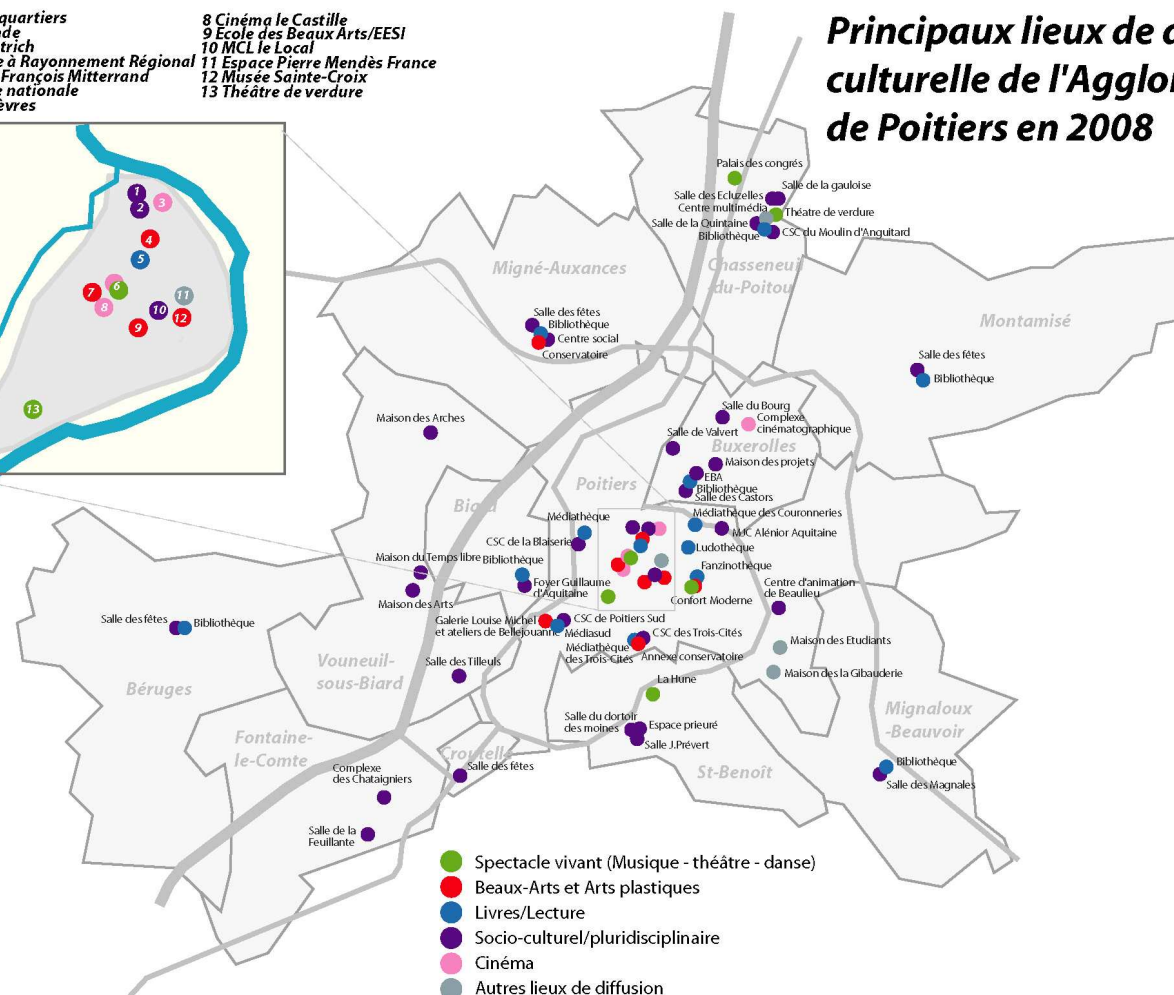 quartiers
8 Cinéma le Castille
9 Ecole des Beaux Arts/EESI
10 MCL le Local
à Rayonnement Régional
11 Espace Pierre Mendès France
François Mitterrand
12 Musée Sainte-Croix
nationale
13 Théâtre de verdure
Principaux lieux de
culturelle de l'Agglo
de Poitiers en 2008
1
2
3
4
5
6
7
8
9
10
11
12
13
Palais des congrés
Salle des Ecluzelles
Salle de la gauloise
Centre multimédia
Théatre de verdure
Salle de la Quintaine
Bibliothèque
CSC du Moulin d'Anguitard
Chasseneuil
-du-Poitou
Migné-Auxances
Salle des fêtes
Bibliothèque
Centre social
Conservatoire
Montamisé
Salle des fêtes
Bibliothèque
Maison des Arches
Salle du Bourg
Complexe
cinématographique
Salle de Valvert
Buxerolles
Maison des projets
EBA
Bibliothèque
Salle des Castors
Poitiers
Biard
Médiathèque
CSC de la Blaiserie
Médiathèque des Couronneries
MJC Alénior Aquitaine
Ludothèque
Fanzinothèque
Confort Moderne
Maison du Temps libre
Bibliothèque
Foyer Guillaume
d'Aquitaine
Maison des Arts
Centre d'animation
de Beaulieu
Salle des fêtes
Bibliothèque
Galerie Louise Michel
et ateliers de Bellejouanne
CSC de Poitiers Sud
Médiasud
Médiathèque
des Trois-Cités
CSC des Trois-Cités
Annexe conservatoire
Maison des Etudiants
Maison des la Gibauderie
Vouneuil-
sous-Biard
Salle des Tilleuls
La Hune
Béruges
Salle du dortoir
des moines
Espace prieuré
Salle J.Prévert
Mignaloux
-Beauvoir
Fontaine-
le-Comte
Croutelle
Salle des fêtes
St-Benoît
Bibliothèque
Salle des Magnales
Complexe
des Chataigniers
Salle de la
Feuillante
Spectacle vivant (Musique - théâtre - danse)
Beaux-Arts et Arts plastiques
Livres/Lecture
Socio-culturel/pluridisciplinaire
Cinéma
Autres lieux de diffusion